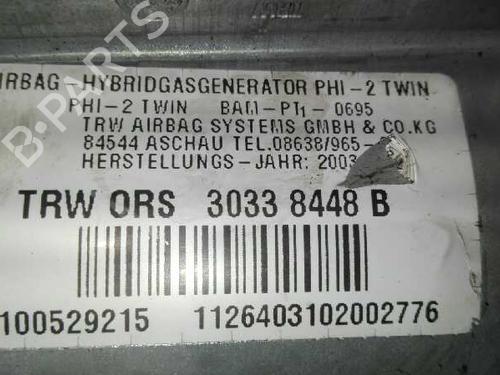 AIRBAG - HYBRIDGASGENERATOR PHI-2 TWIN
PHI-2 TWIN BAM-PT1- 0695
TRW AIRBAG SYSTEMS GMBH & CO.KG
84544 ASCHAU TEL.08638/965-
HERSTELLUNGS-JAHR: 2003
TRW ORS 3033 8448 B
100529215 1126403102002776